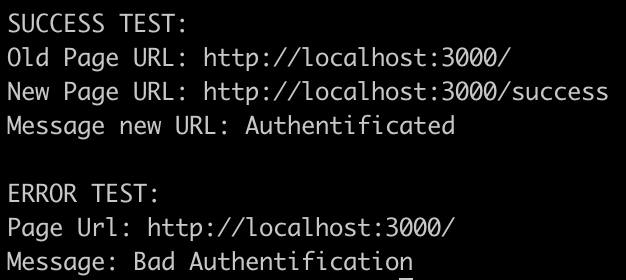 SUCCESS TEST:
Old Page URL: http://localhost:3000/
New Page URL: http://localhost:3000/success
Message new URL: Authentificated
ERROR TEST:
Page Url: http://localhost:3000/
Message: Bad Authentification